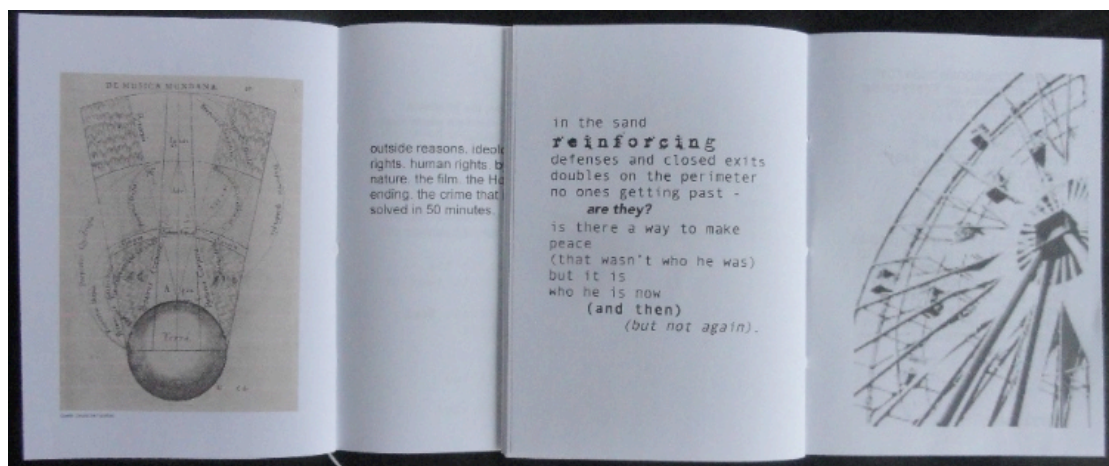 DE MUSICA MUNDANA
Terra
outside reasons. ideolo
rights. human rights. b
nature. the film. the Ho
ending. the crime that
solved in 50 minutes.
in the sand
reinforcing
defenses and closed exits
doubles on the perimeter
no ones getting past -
are they?
is there a way to make
peace
(that wasn't who he was)
but it is
who he is now
(and then)
(but not again).